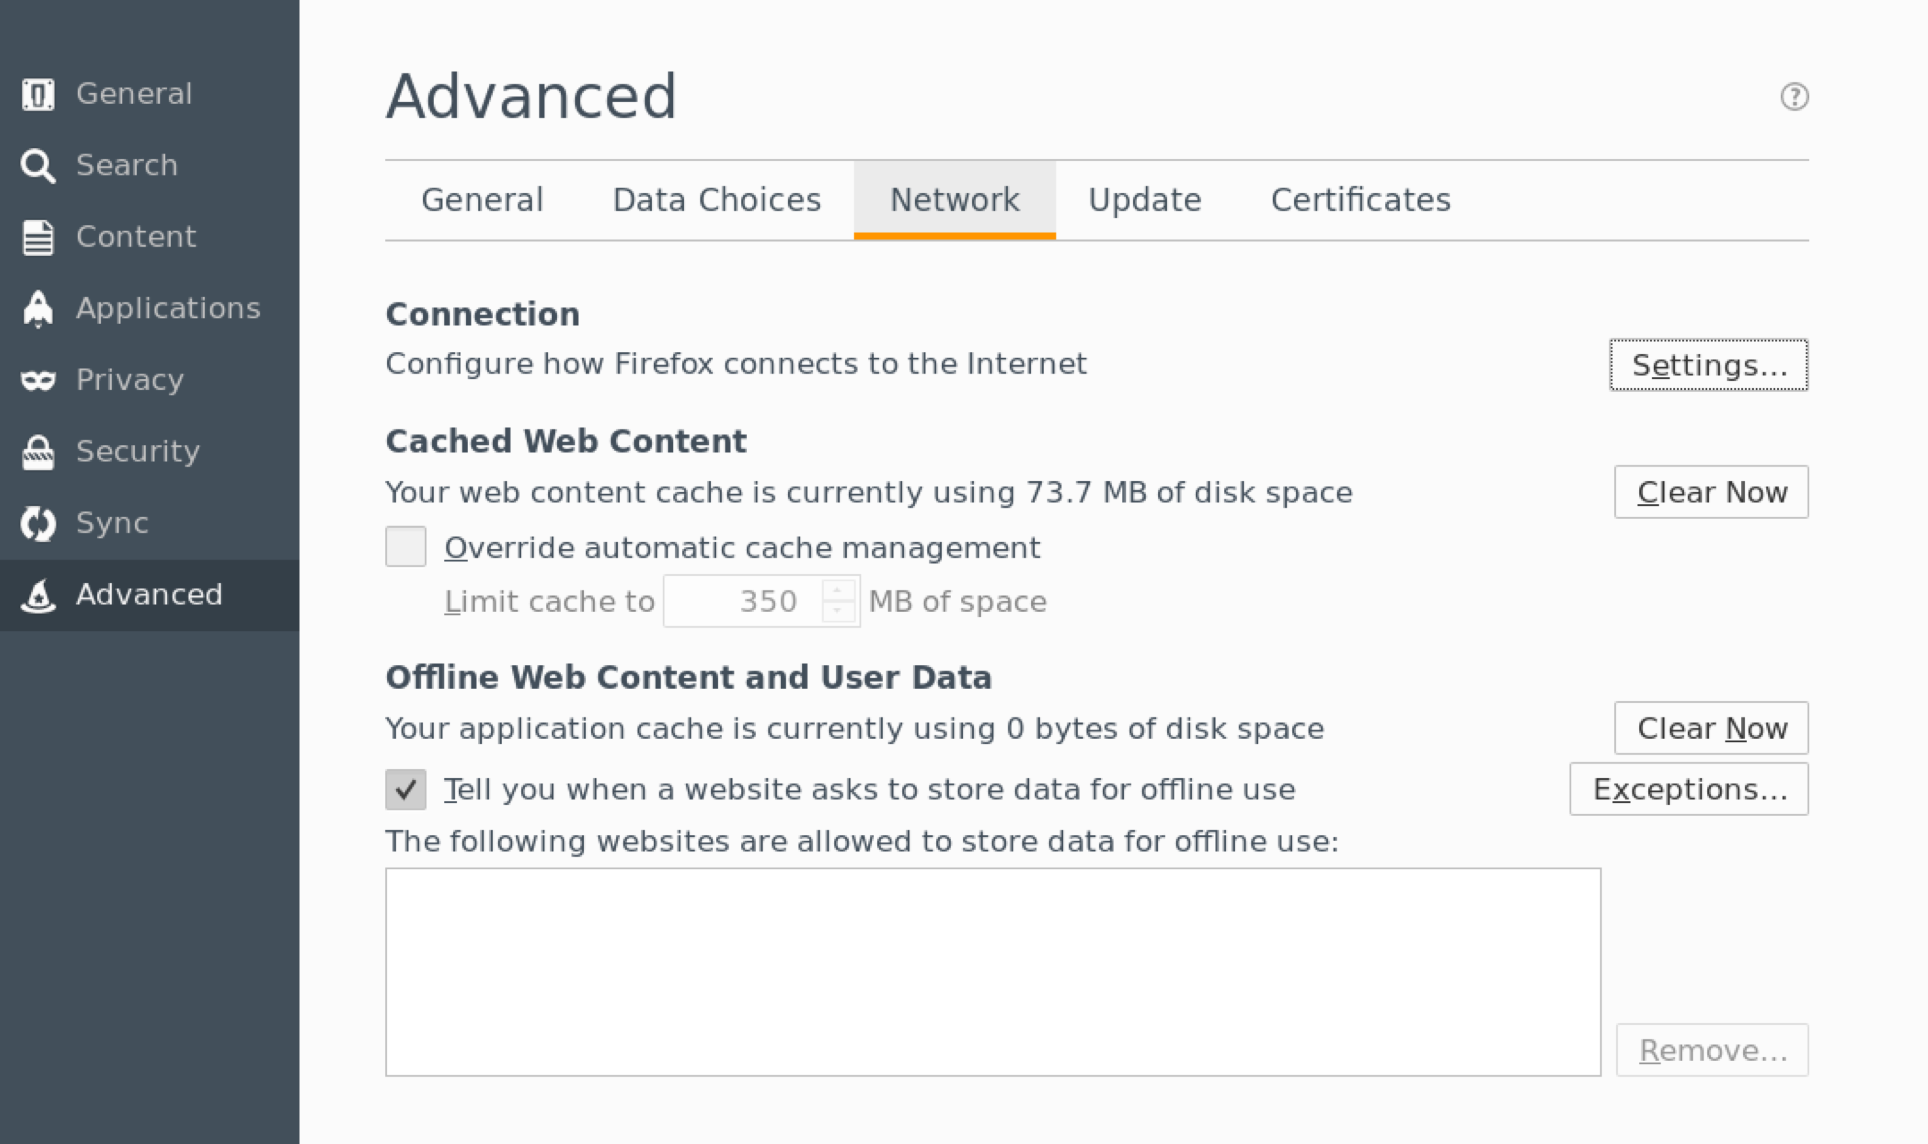 General
Search
Content
Applications
Privacy
Security
Sync
Advanced
Advanced
?
General Data Choices Network Update Certificates
Connection
Configure how Firefox connects to the Internet Settings...
Cached Web Content
Your web content cache is currently using 73.7 MB of disk space Clear Now
Override automatic cache management
Limit cache to 350 MB of space
Offline Web Content and User Data
Your application cache is currently using 0 bytes of disk space Clear Now
Tell you when a website asks to store data for offline use Exceptions...
The following websites are allowed to store data for offline use:
Remove...